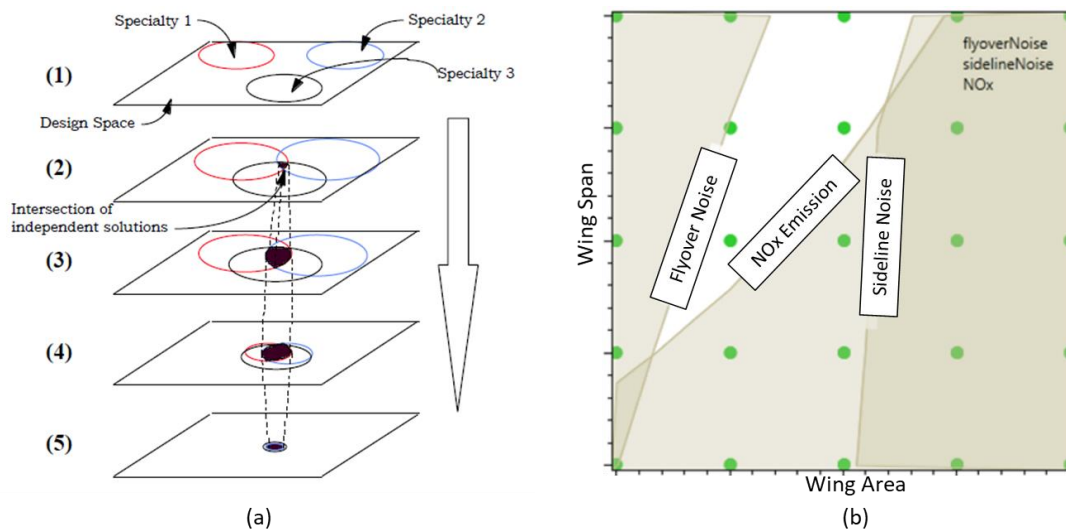 Specialty 1
Specialty 2
Specialty 3
(1)
Design Space
(2)
Intersection of
independent solutions
(3)
(4)
(5)
(a)
flyoverNoise
sidelineNoise
NOx
Flyover Noise
NOx Emission
Sideline Noise
Wing Span
Wing Area
(b)